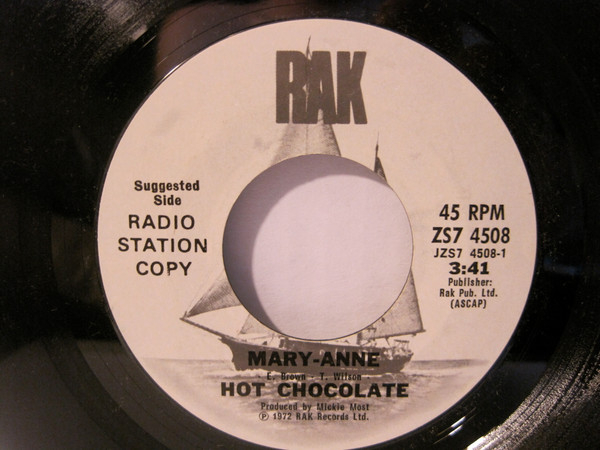 RAK
Suggested
Side
RADIO
STATION
COPY
45 RPM
ZS7 4508
JZS7 4508-1
3:41
Publisher:
Rak Pub. Ltd.
(ASCAP)
MARY-ANNE
E. Brown - T. Wilson
HOT CHOCOLATE
Produced by Mickie Most
℗ 1972 RAK Records Ltd.